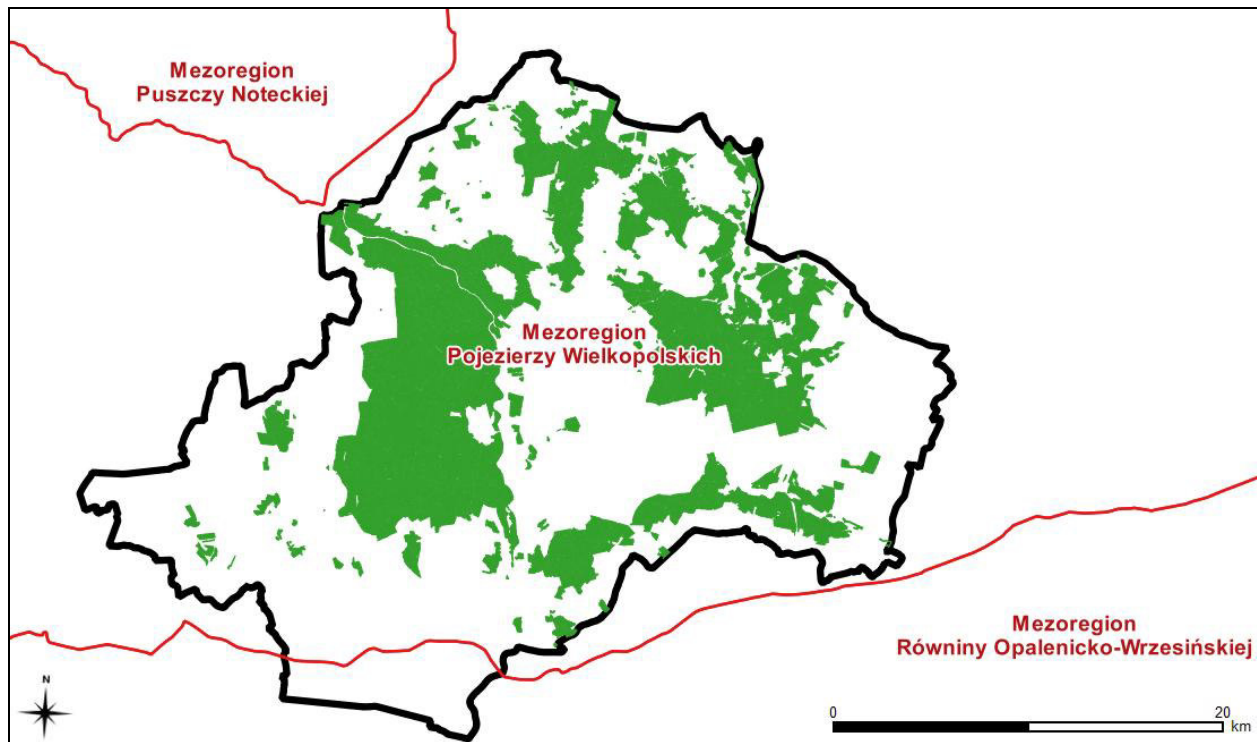 Mezoregion
Puszczy Noteckiej
Mezoregion
Pojezierzy Wielkopolskich
Mezoregion
Równiny Opalenicko-Wrzesińskiej
N
0 20
km